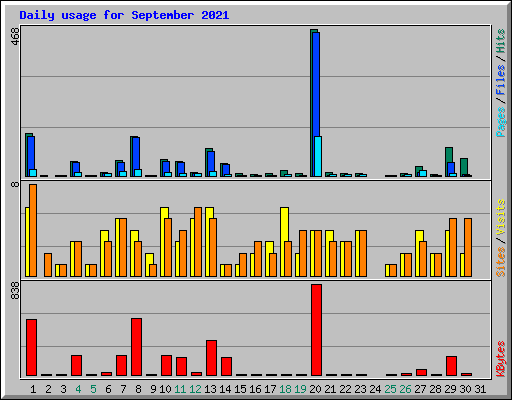 Daily usage for September 2021
468
Pages / Files / Hits
8
Sites / Visits
838
KBytes
1 2 3 4 5 6 7 8 9 10 11 12 13 14 15 16 17 18 19 20 21 22 23 24 25 26 27 28 29 30 31